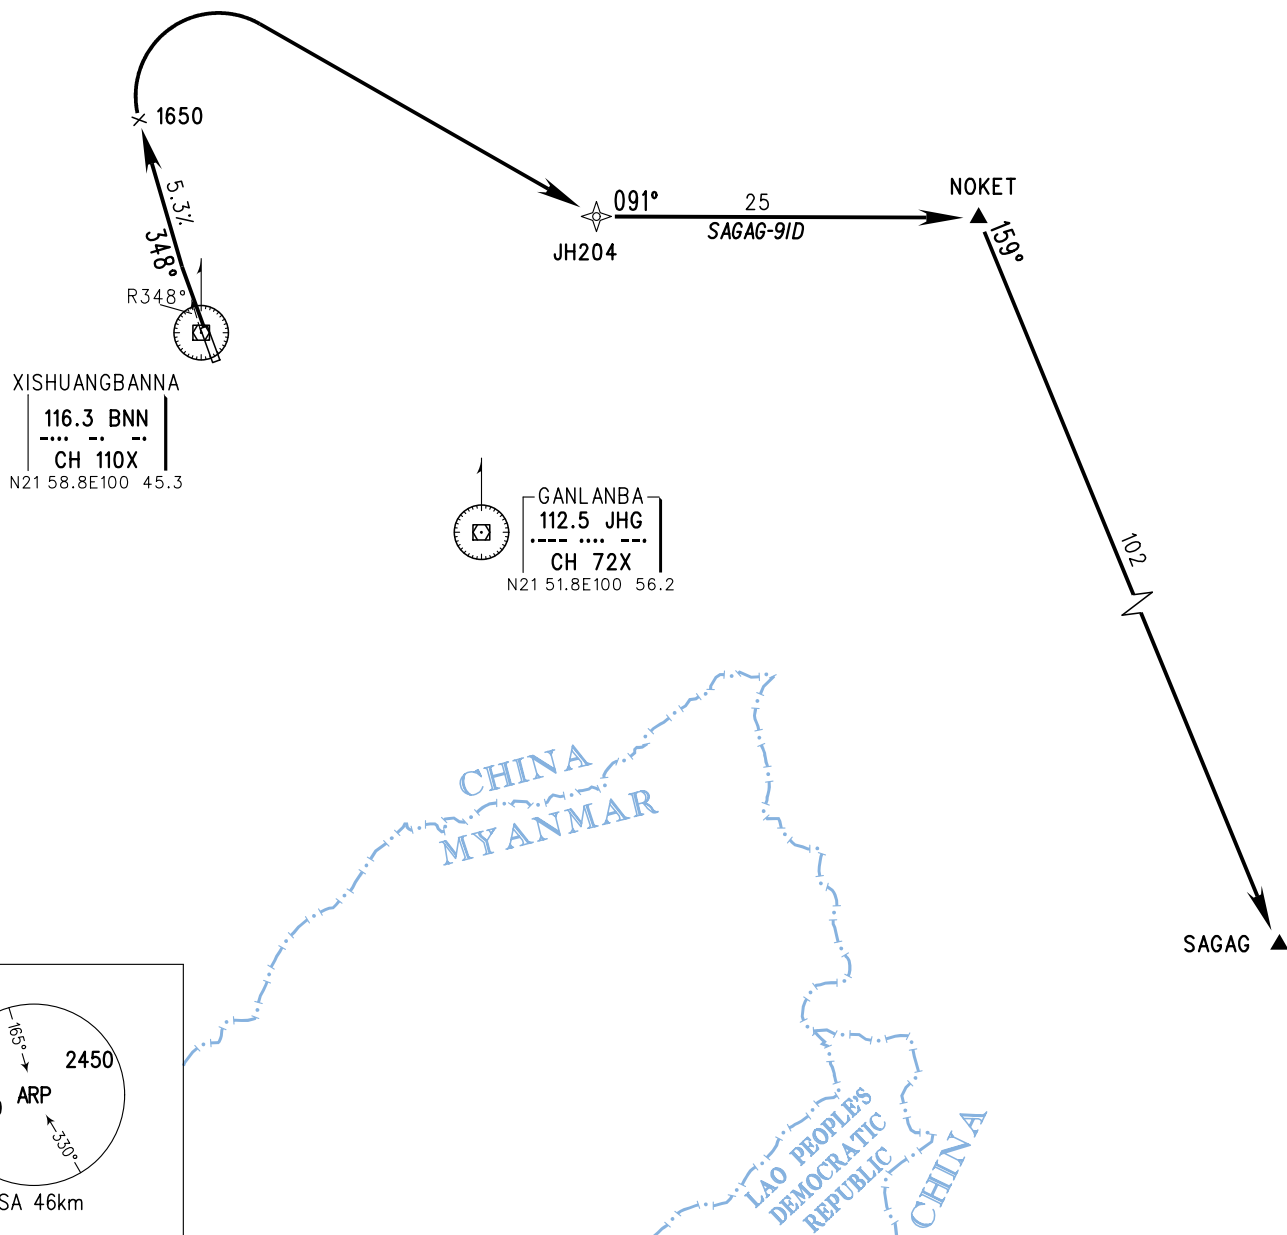 1650
5.3%
348°
R348°
XISHUANGBANNA
116.3 BNN
CH 110X
N21 58.8E100 45.3
091°
25
SAGAG-91D
JH204
NOKET
159°
GANLANBA
112.5 JHG
CH 72X
N21 51.8E100 56.2
102
CHINA
MYANMAR
SAGAG
165°
2450
ARP
330°
SA 46km
LAO PEOPLE'S
DEMOCRATIC
REPUBLIC
CHINA